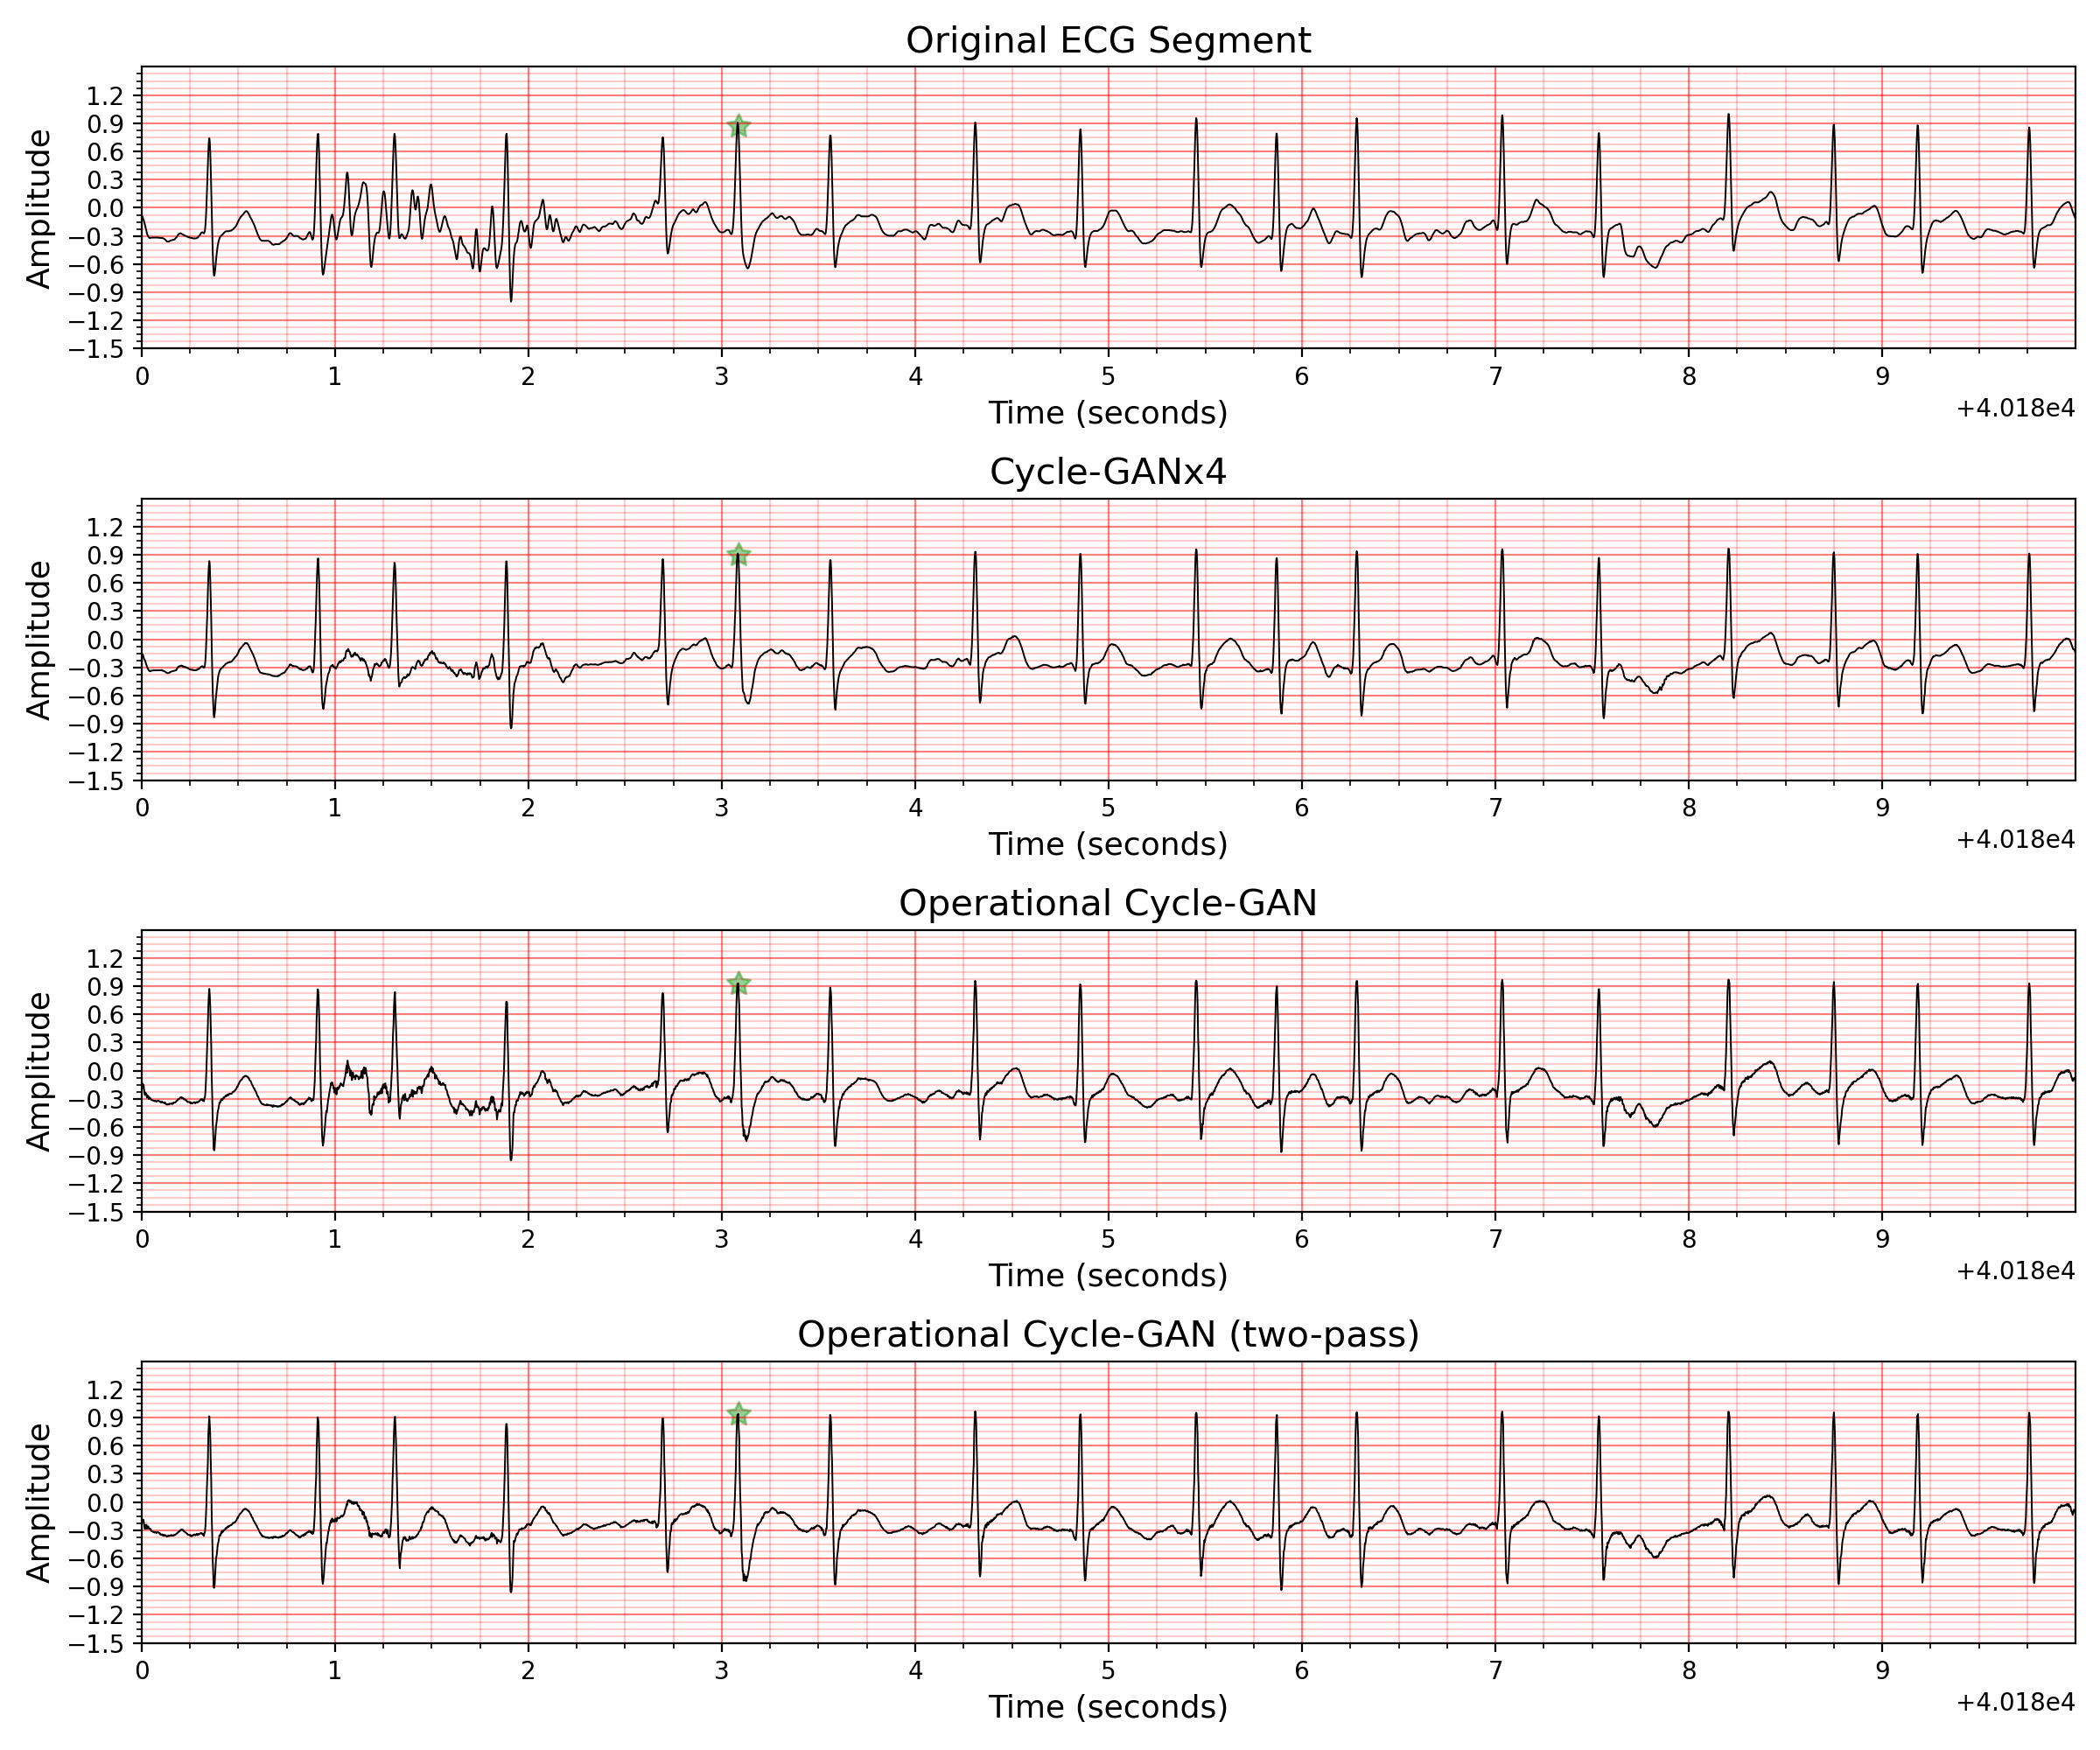 Original ECG Segment
Amplitude
1.2
0.9
0.6
0.3
0.0
−0.3
−0.6
−0.9
−1.2
−1.5
0 1 2 3 4 5 6 7 8 9
Time (seconds)
+4.018e4
Cycle-GANx4
Amplitude
1.2
0.9
0.6
0.3
0.0
−0.3
−0.6
−0.9
−1.2
−1.5
0 1 2 3 4 5 6 7 8 9
Time (seconds)
+4.018e4
Operational Cycle-GAN
Amplitude
1.2
0.9
0.6
0.3
0.0
−0.3
−0.6
−0.9
−1.2
−1.5
0 1 2 3 4 5 6 7 8 9
Time (seconds)
+4.018e4
Operational Cycle-GAN (two-pass)
Amplitude
1.2
0.9
0.6
0.3
0.0
−0.3
−0.6
−0.9
−1.2
−1.5
0 1 2 3 4 5 6 7 8 9
Time (seconds)
+4.018e4